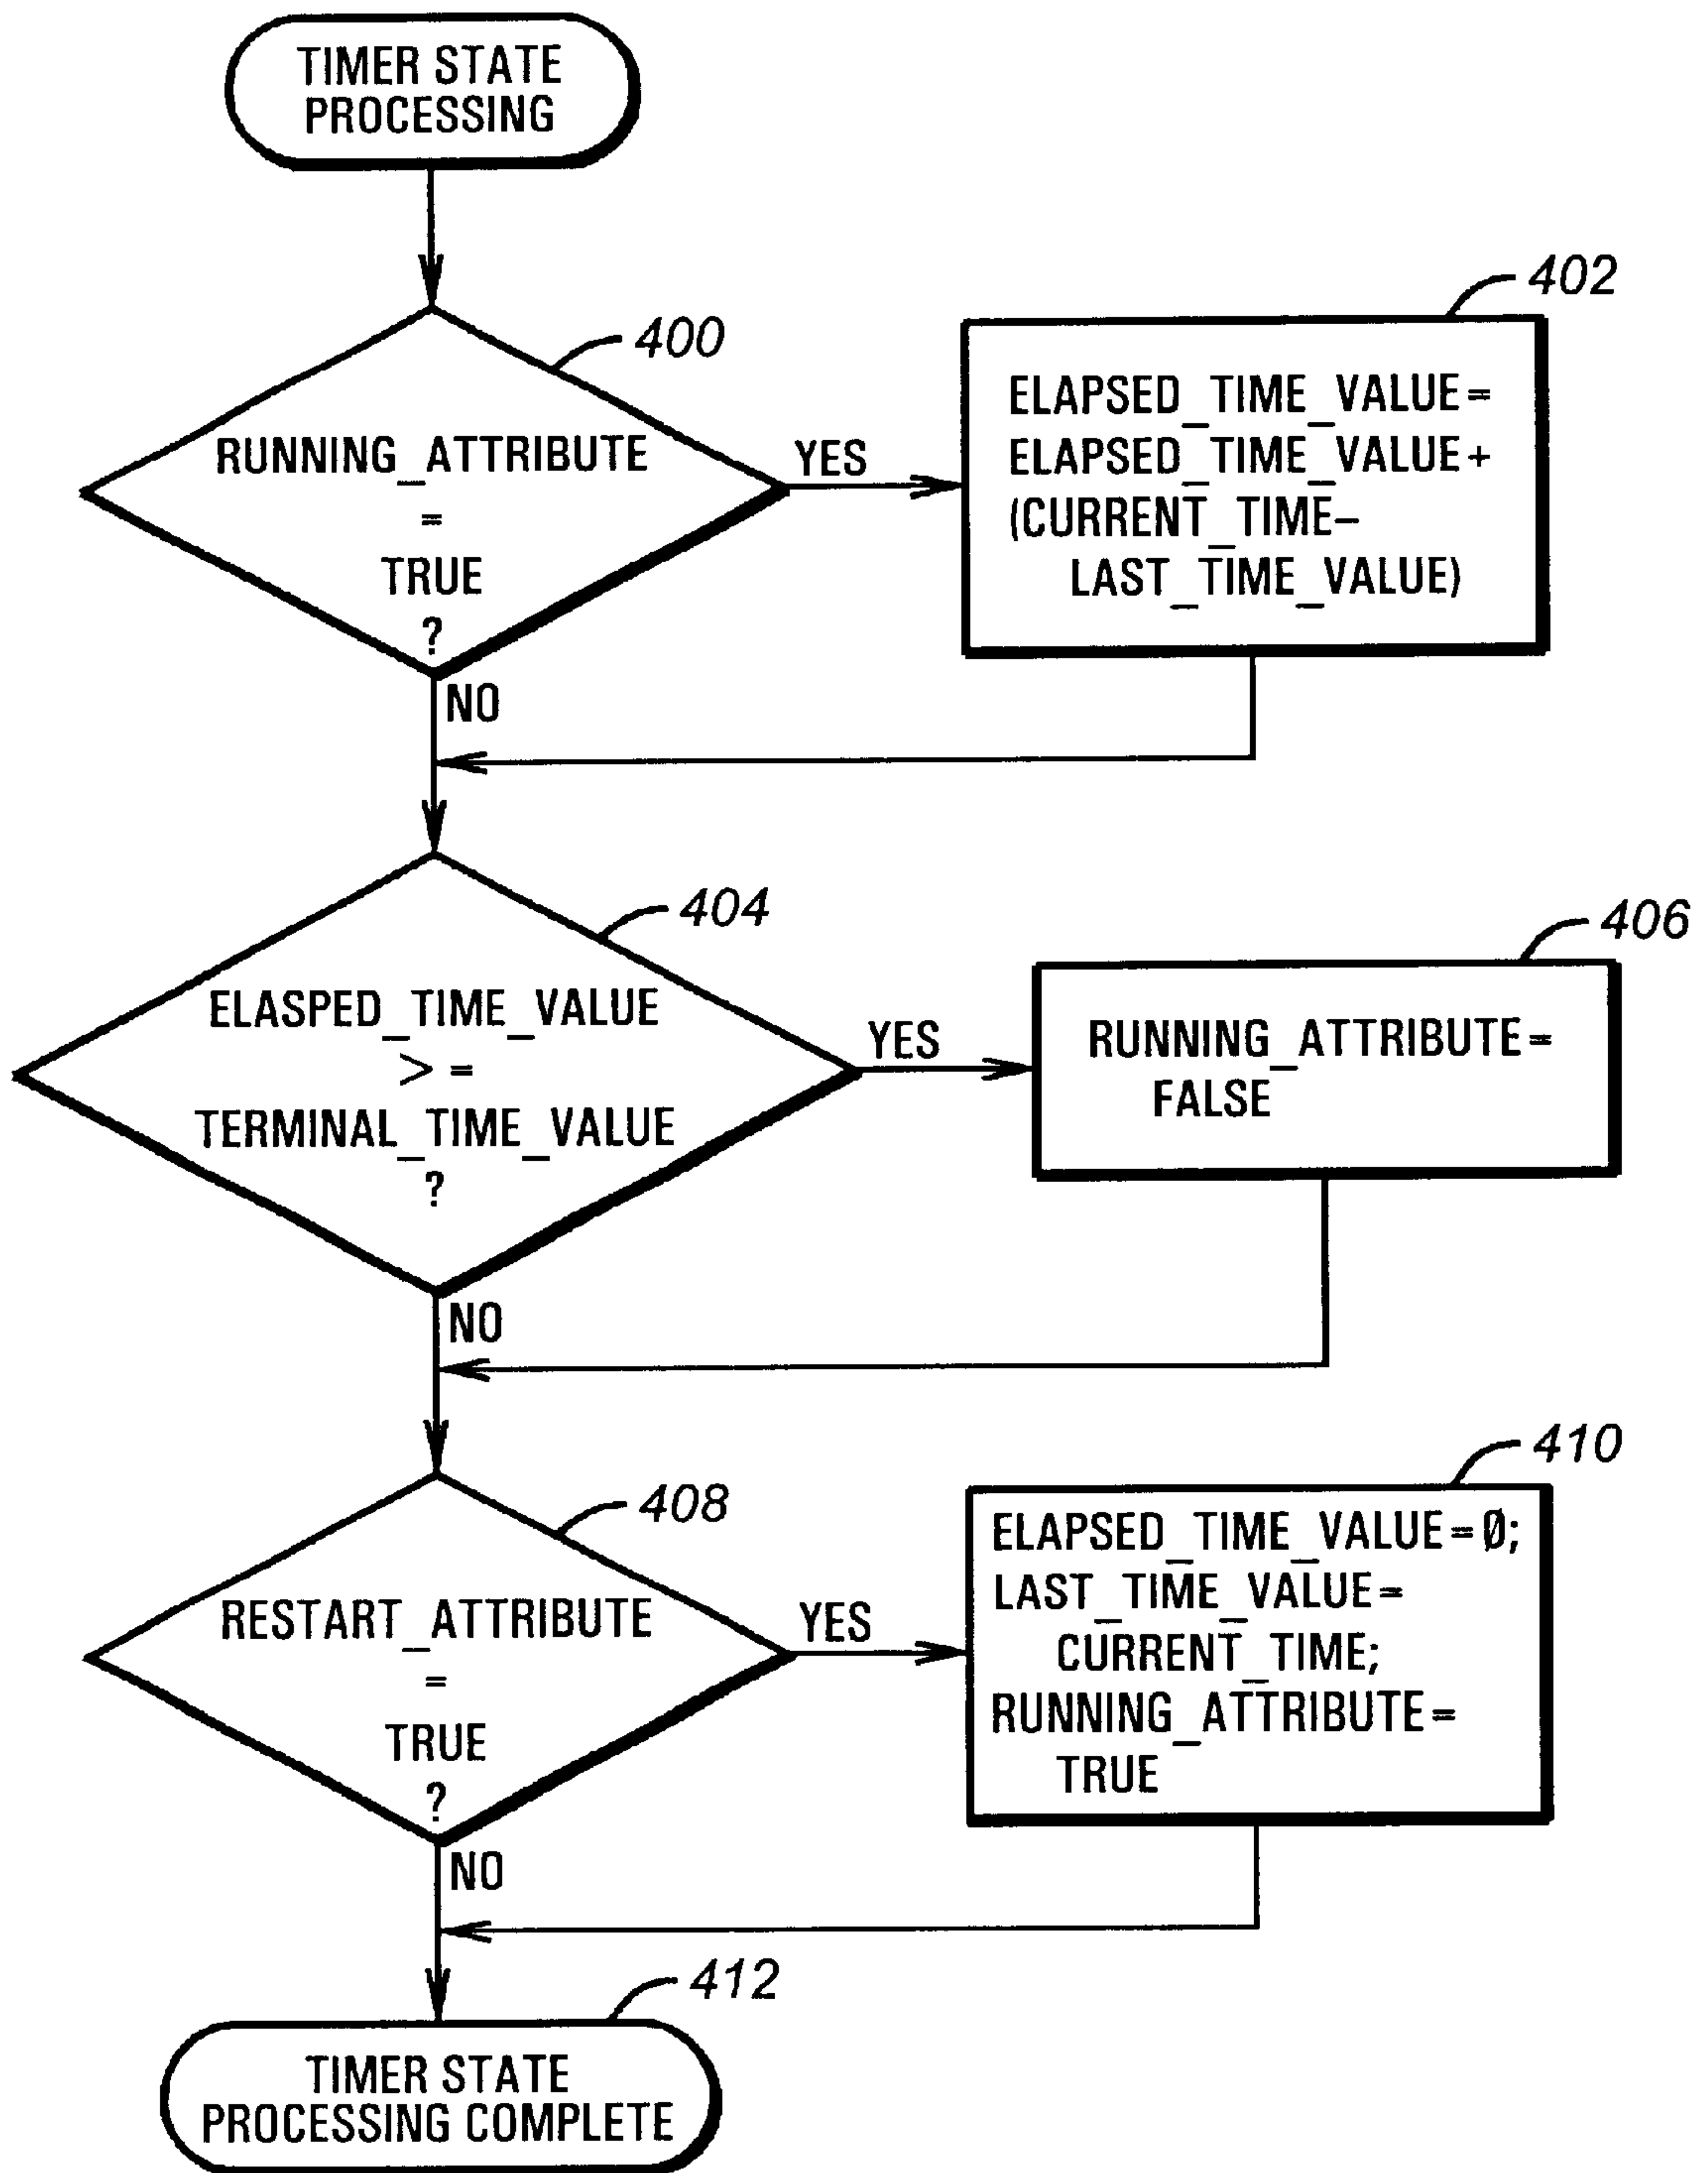 TIMER STATE
PROCESSING
400
RUNNING_ATTRIBUTE
=
TRUE
?
YES
NO
402
ELAPSED_TIME_VALUE=
ELAPSED_TIME_VALUE+
(CURRENT_TIME–
LAST_TIME_VALUE)
404
ELASPED_TIME_VALUE
> =
TERMINAL_TIME_VALUE
?
YES
NO
406
RUNNING_ATTRIBUTE=
FALSE
408
RESTART_ATTRIBUTE
=
TRUE
?
YES
NO
410
ELAPSED_TIME_VALUE=Ø;
LAST_TIME_VALUE=
CURRENT_TIME;
RUNNING_ATTRIBUTE=
TRUE
412
TIMER STATE
PROCESSING COMPLETE